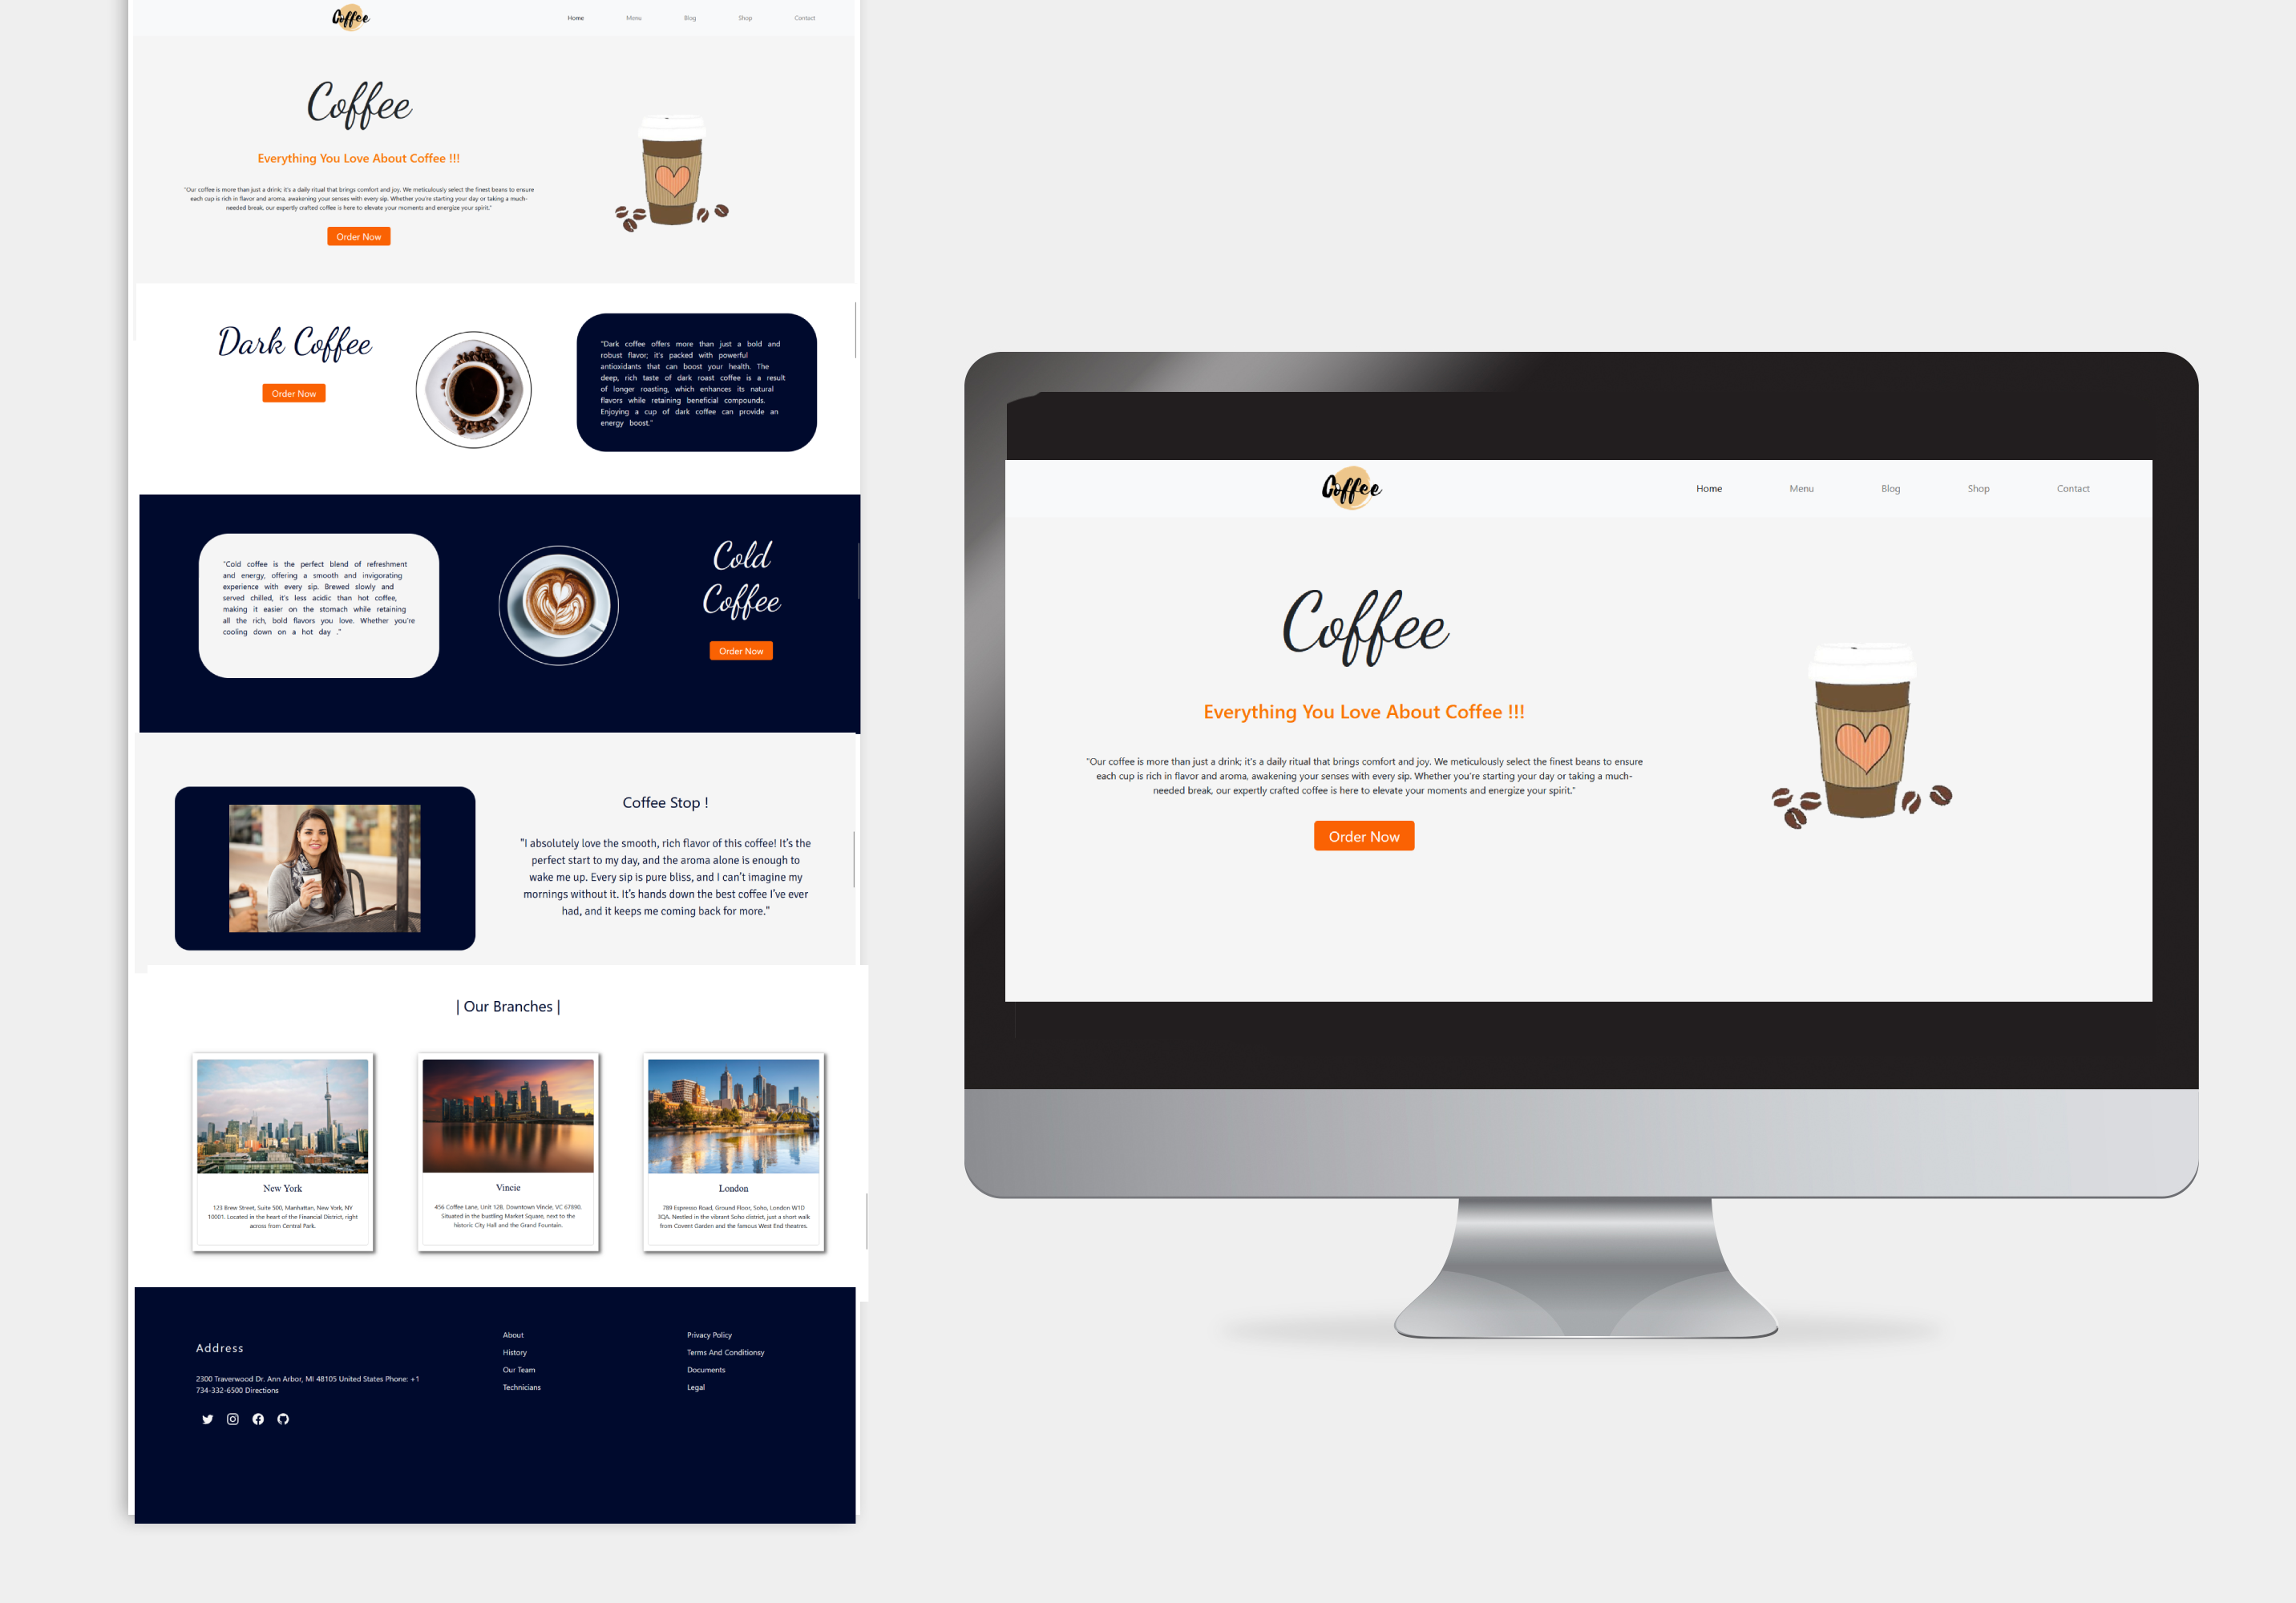 Coffee
Home Menu Blog Shop Contact
Coffee
Everything You Love About Coffee !!!
"Our coffee is more than just a drink; it's a daily ritual that brings comfort and joy. We meticulously select the finest beans to ensure
each cup is rich in flavor and aroma, awakening your senses with every sip. Whether you're starting your day or taking a much-
needed break, our expertly crafted coffee is here to elevate your moments and energize your spirit."
Order Now
Dark Coffee
Order Now
"Dark coffee offers more than just a bold and
robust flavor; it's packed with powerful
antioxidants that can boost your health. The
deep, rich taste of dark roast coffee is a result
of longer roasting, which enhances its natural
flavors while retaining beneficial compounds.
Enjoying a cup of dark coffee can provide an
energy boost."
"Cold coffee is the perfect blend of refreshment
and energy, offering a smooth and invigorating
experience with every sip. Brewed slowly and
served chilled, it's less acidic than hot coffee,
making it easier on the stomach while retaining
all the rich, bold flavors you love. Whether you're
cooling down on a hot day ."
Cold
Coffee
Order Now
Coffee Stop !
"I absolutely love the smooth, rich flavor of this coffee! It's the
perfect start to my day, and the aroma alone is enough to
wake me up. Every sip is pure bliss, and I can't imagine my
mornings without it. It's hands down the best coffee I've ever
had, and it keeps me coming back for more."
| Our Branches |
New York
123 Brew Street, Suite 500, Manhattan, New York, NY
10001. Located in the heart of the Financial District, right
across from Central Park.
Vincie
456 Coffee Lane, Unit 12B, Downtown Vincie, VC 67890.
Situated in the bustling Market Square, next to the
historic City Hall and the Grand Fountain.
London
789 Espresso Road, Ground Floor, Soho, London W1D
3QA. Nestled in the vibrant Soho district, just a short walk
from Covent Garden and the famous West End theatres.
Address
2300 Traverwood Dr. Ann Arbor, MI 48105 United States Phone: +1
734-332-6500 Directions
About
History
Our Team
Technicians
Privacy Policy
Terms And Conditionsy
Documents
Legal
Coffee
Home Menu Blog Shop Contact
Coffee
Everything You Love About Coffee !!!
"Our coffee is more than just a drink; it's a daily ritual that brings comfort and joy. We meticulously select the finest beans to ensure
each cup is rich in flavor and aroma, awakening your senses with every sip. Whether you're starting your day or taking a much-
needed break, our expertly crafted coffee is here to elevate your moments and energize your spirit."
Order Now